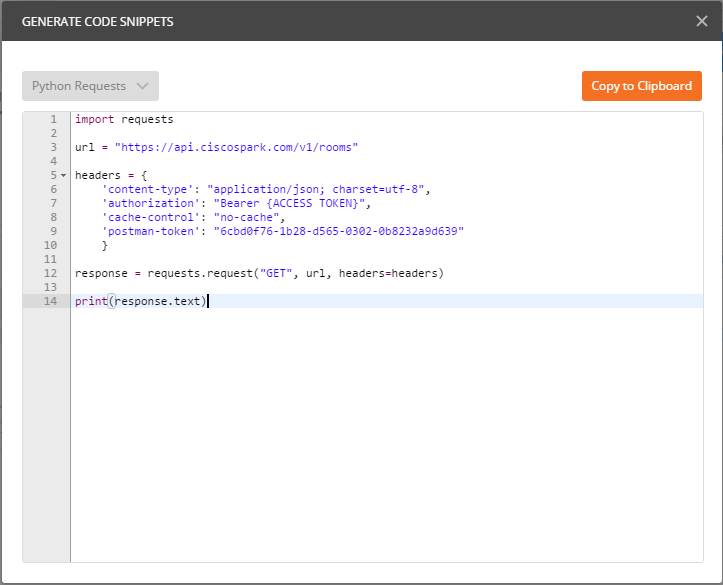 GENERATE CODE SNIPPETS
Python Requests
Copy to Clipboard
1 import requests
2
3 url = "https://api.ciscospark.com/v1/rooms"
4
5 headers = {
6     'content-type': "application/json; charset=utf-8",
7     'authorization': "Bearer {ACCESS TOKEN}",
8     'cache-control': "no-cache",
9     'postman-token': "6cbd0f76-1b28-d565-0302-0b8232a9d639"
10     }
11
12 response = requests.request("GET", url, headers=headers)
13
14 print(response.text)